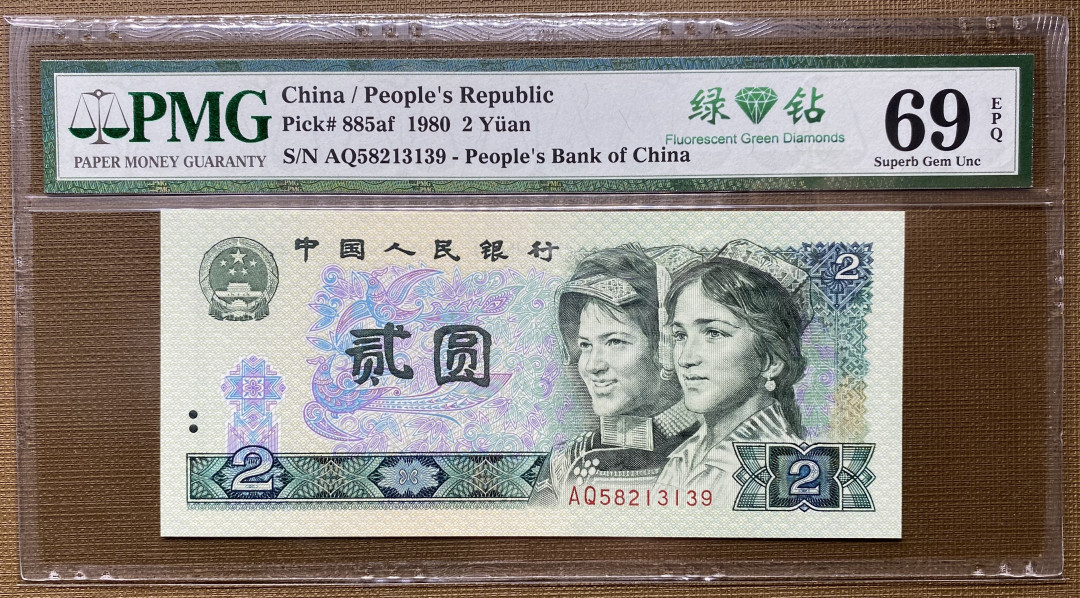 PMG
PAPER MONEY GUARANTY
China / People's Republic
Pick# 885af 1980 2 Yüan
S/N AQ58213139 - People's Bank of China
绿 钻
Fluorescent Green Diamonds
69
EPQ
Superb Gem Unc
中国人民银行
2
贰圆
2
2
AQ58213139